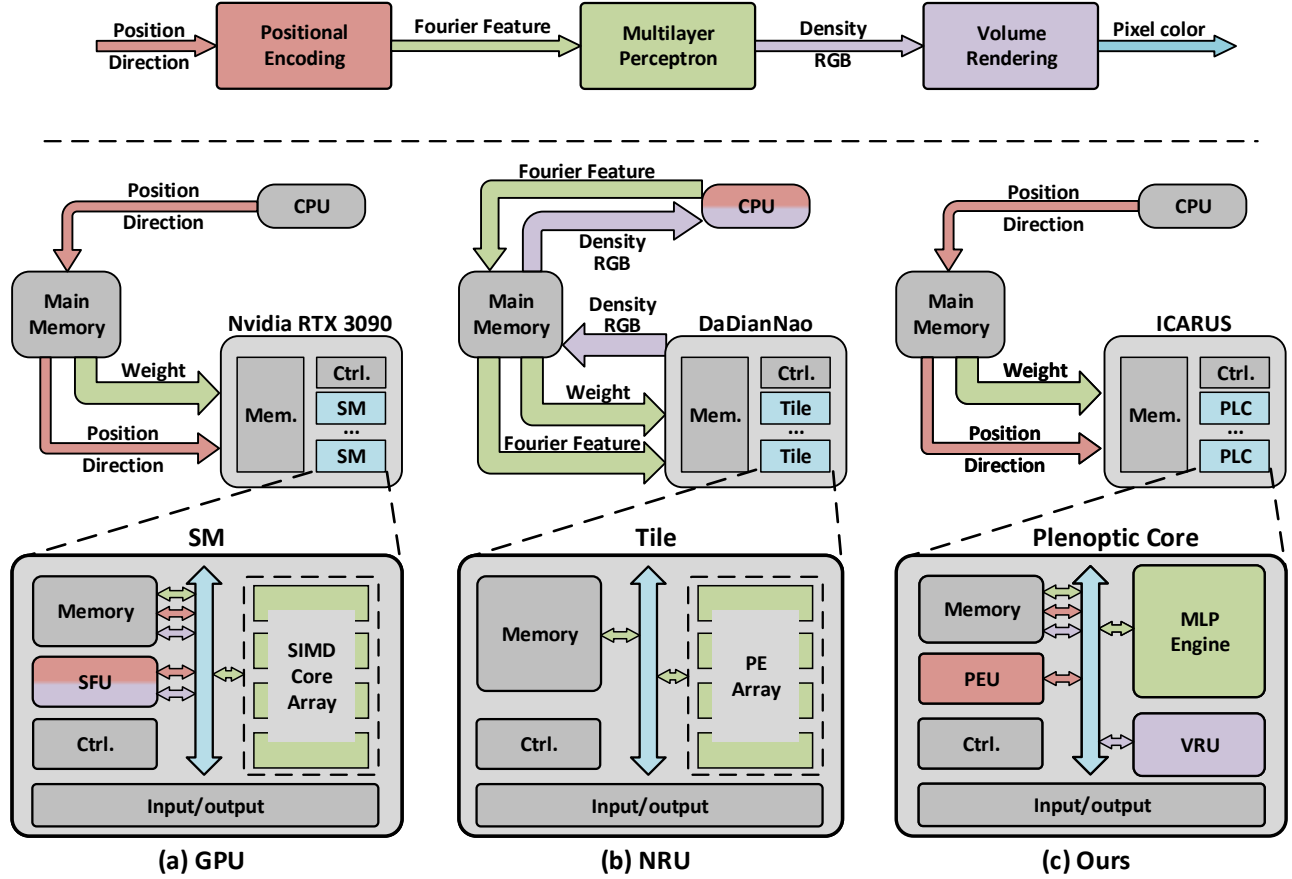 Position
Direction
Positional
Encoding
Fourier Feature
Multilayer
Perceptron
Density
RGB
Volume
Rendering
Pixel color
Position
Direction
CPU
Main
Memory
Nvidia RTX 3090
Weight
Position
Direction
Mem.
Ctrl.
SM
...
SM
SM
Memory
SFU
Ctrl.
SIMD
Core
Array
Input/output
(a) GPU
Fourier Feature
CPU
Density
RGB
Main
Memory
Density
RGB
DaDianNao
Weight
Fourier Feature
Mem.
Ctrl.
Tile
...
Tile
Tile
Memory
Ctrl.
PE
Array
Input/output
(b) NRU
Position
Direction
CPU
Main
Memory
ICARUS
Weight
Position
Direction
Mem.
Ctrl.
PLC
...
PLC
Plenoptic Core
Memory
PEU
Ctrl.
MLP
Engine
VRU
Input/output
(c) Ours